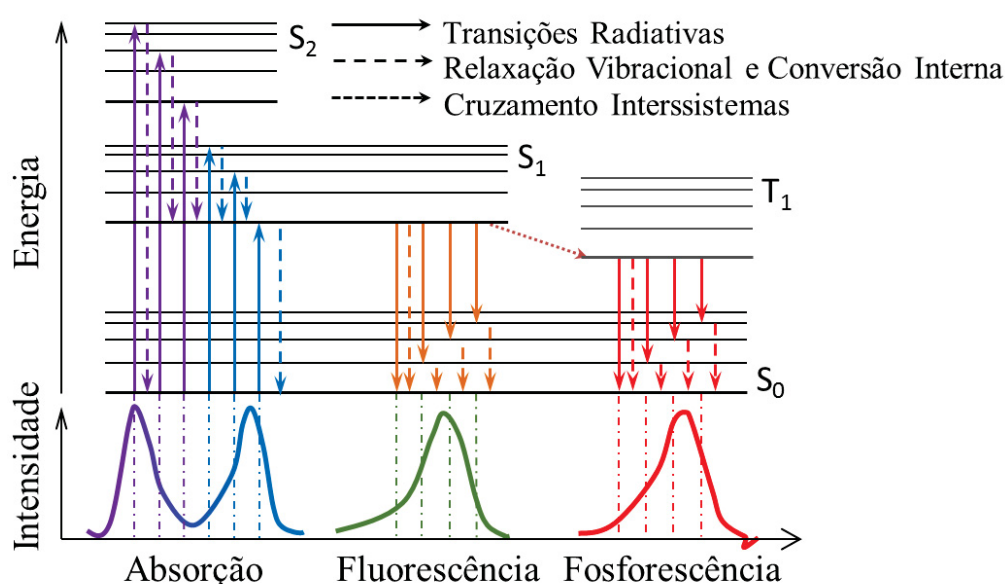 S2
Transições Radiativas
Relaxação Vibracional e Conversão Interna
Cruzamento Interssistemas
S1
T1
Energia
S0
Intensidade
Absorção
Fluorescência
Fosforescência